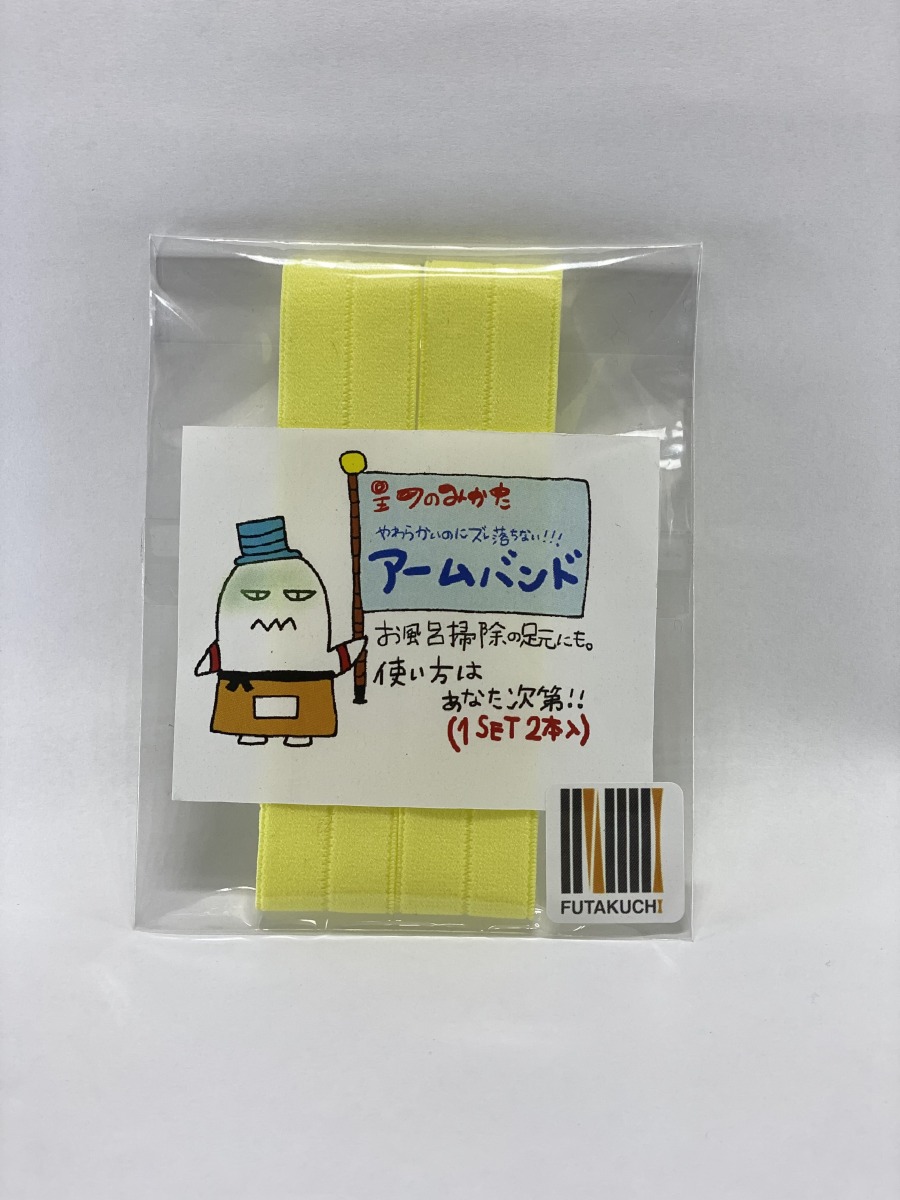 のみかた
やわらかいのにズレ落ちない!!!
アームバンド
お風呂掃除の足元にも。
使い方は
あなた次第!!
(1SET 2本入)
FUTAKUCHI